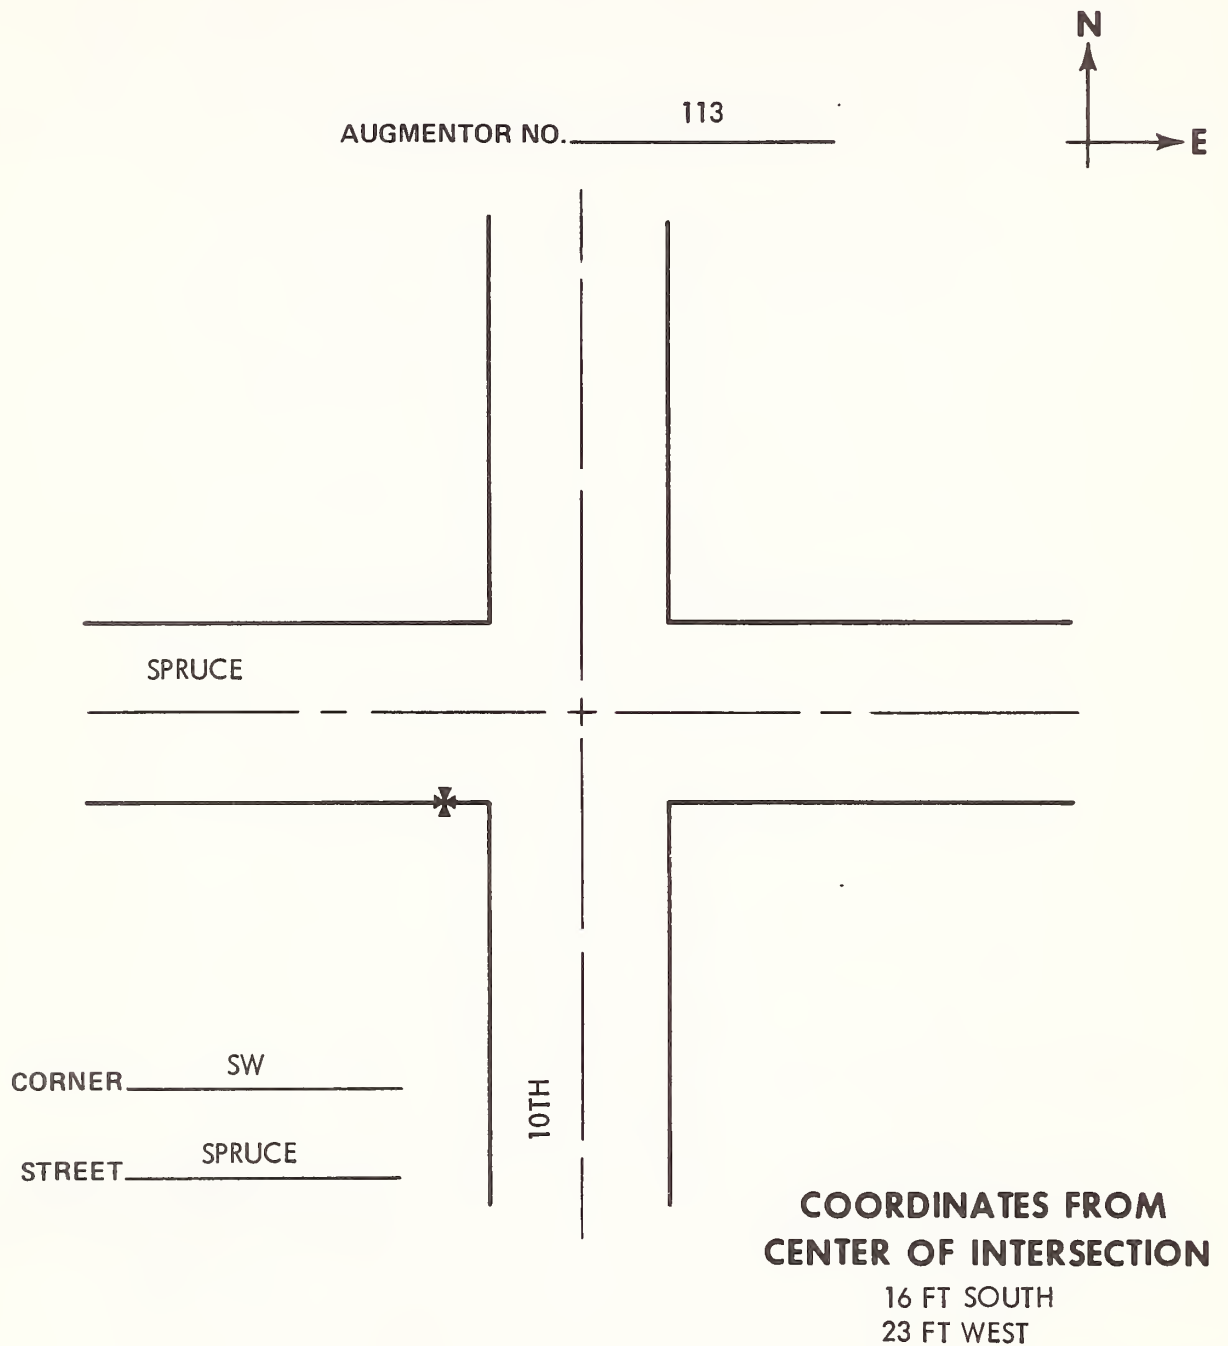 N
113
AUGMENTOR NO.
E
SPRUCE
CORNER SW
10TH
STREET SPRUCE
COORDINATES FROM
CENTER OF INTERSECTION
16 FT SOUTH
23 FT WEST